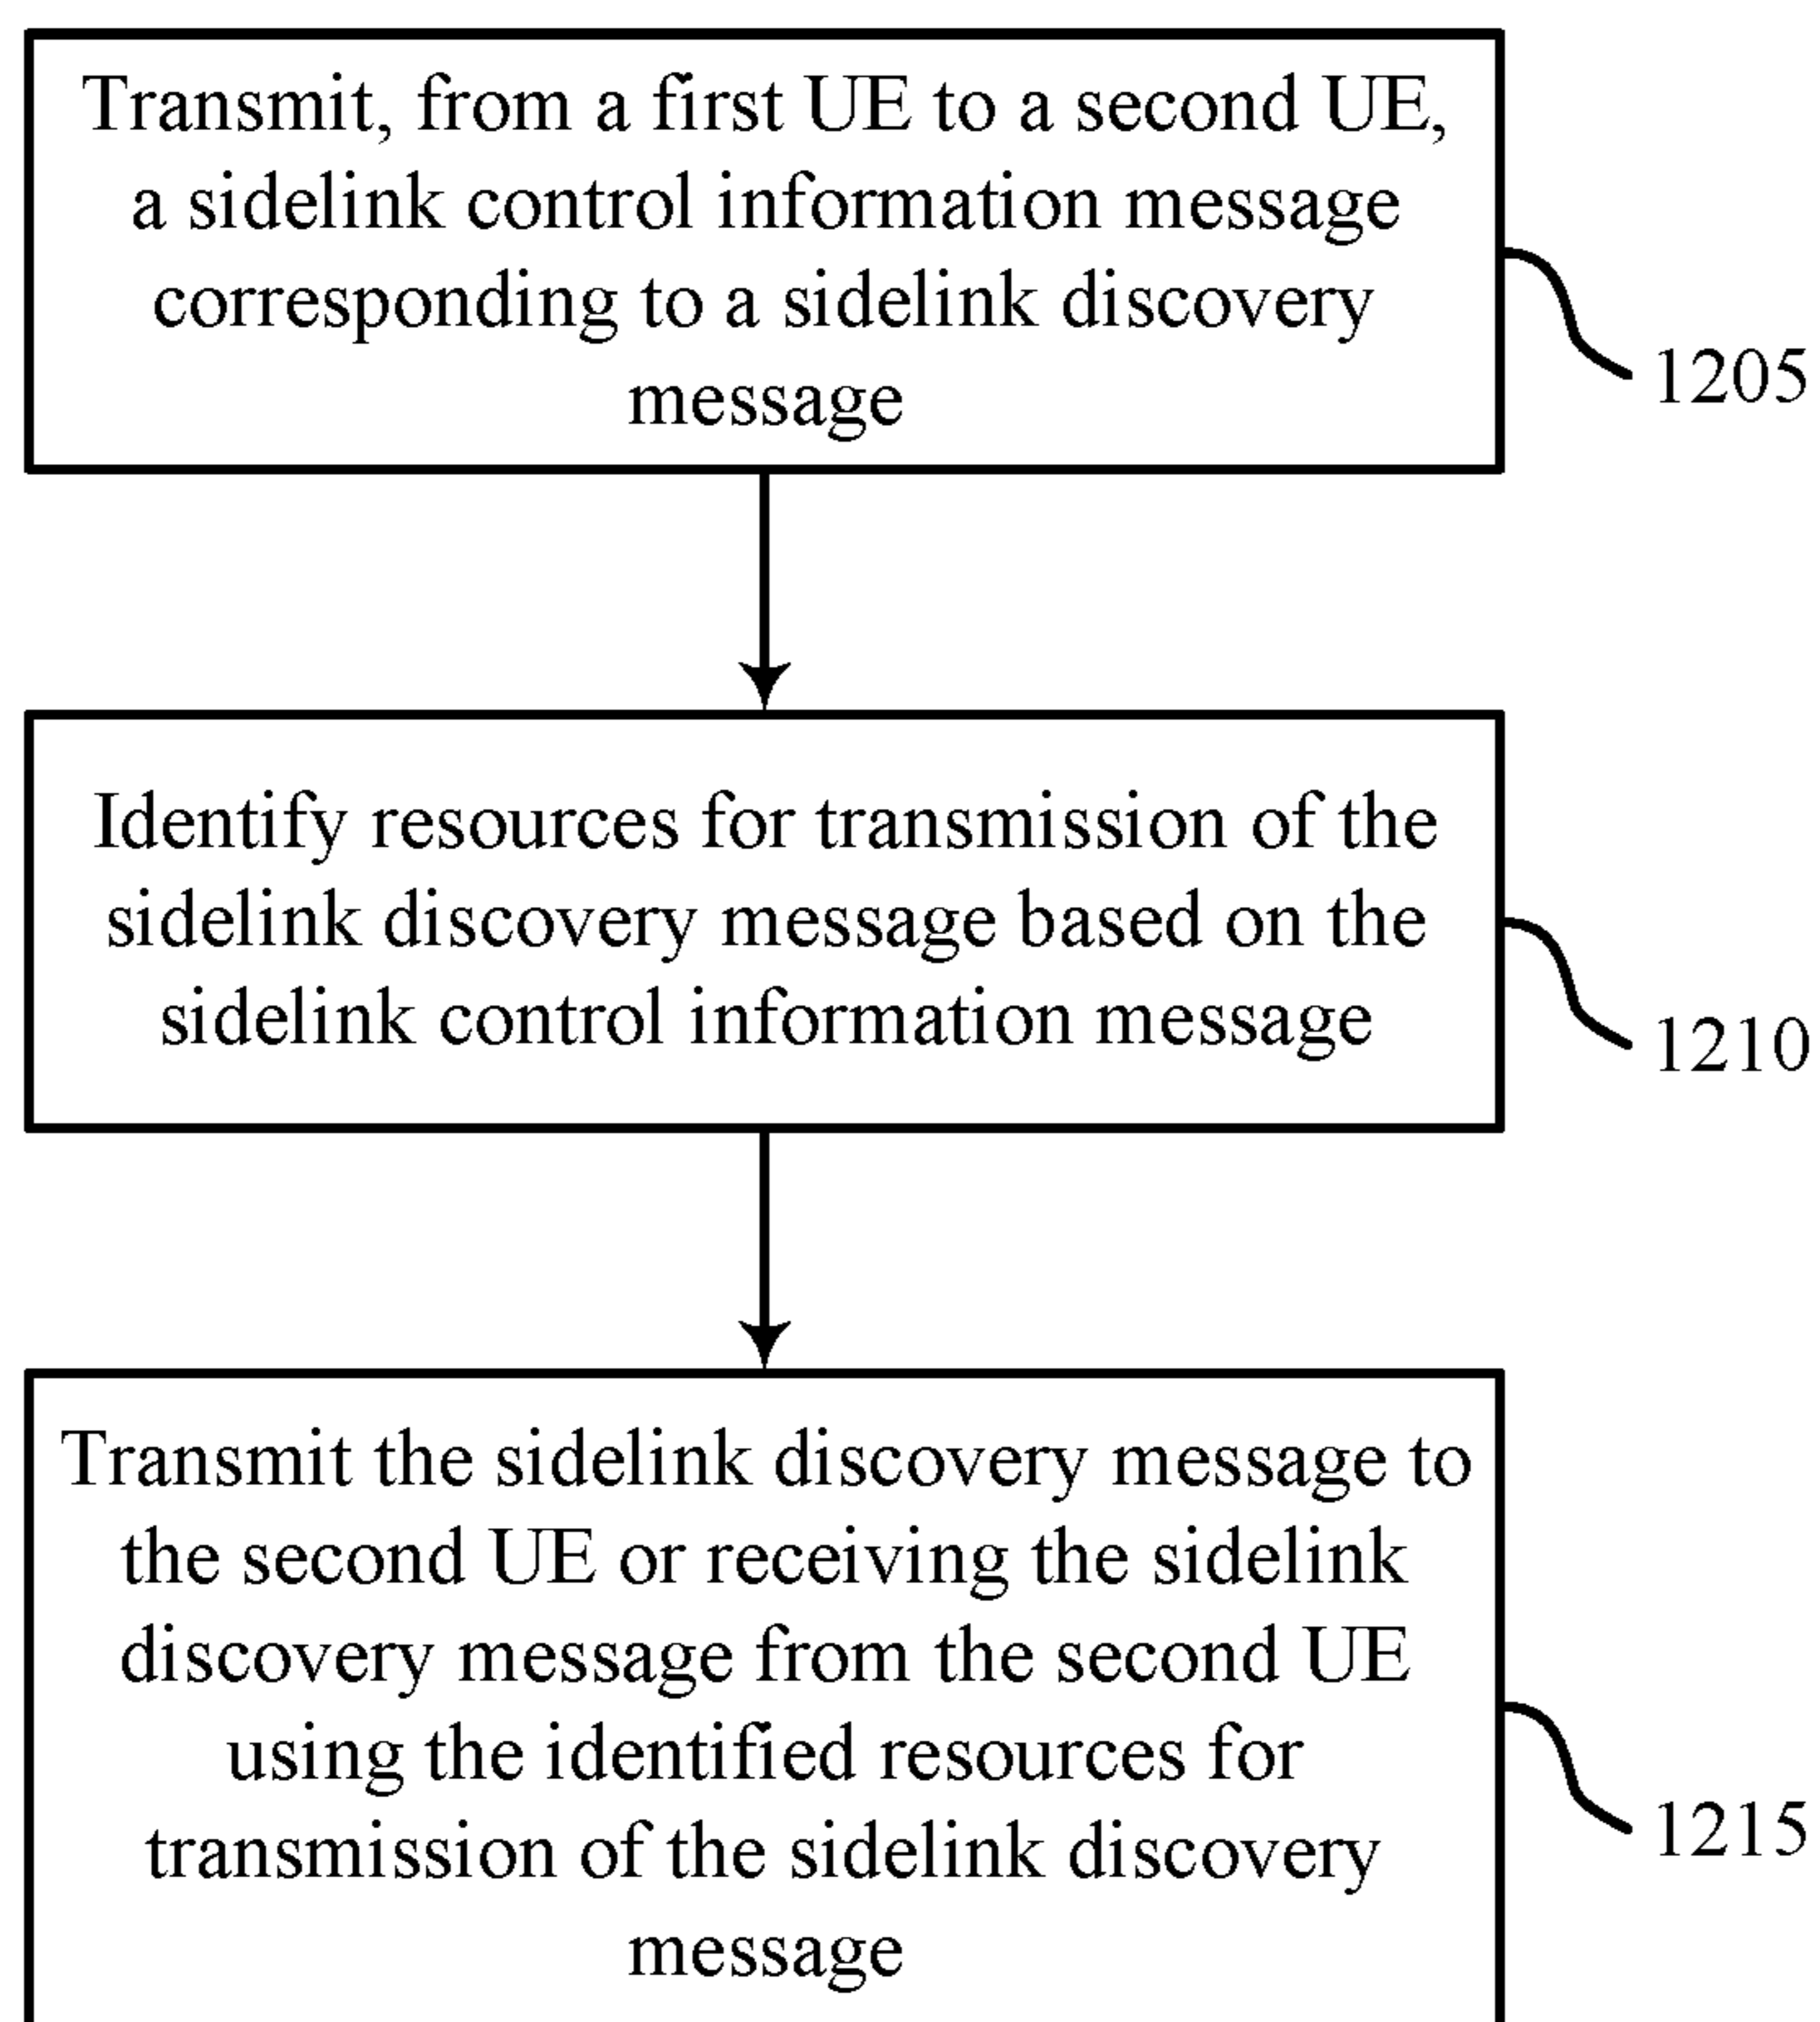 Transmit, from a first UE to a second UE,
a sidelink control information message
corresponding to a sidelink discovery
message
1205
Identify resources for transmission of the
sidelink discovery message based on the
sidelink control information message
1210
Transmit the sidelink discovery message to
the second UE or receiving the sidelink
discovery message from the second UE
using the identified resources for
transmission of the sidelink discovery
message
1215